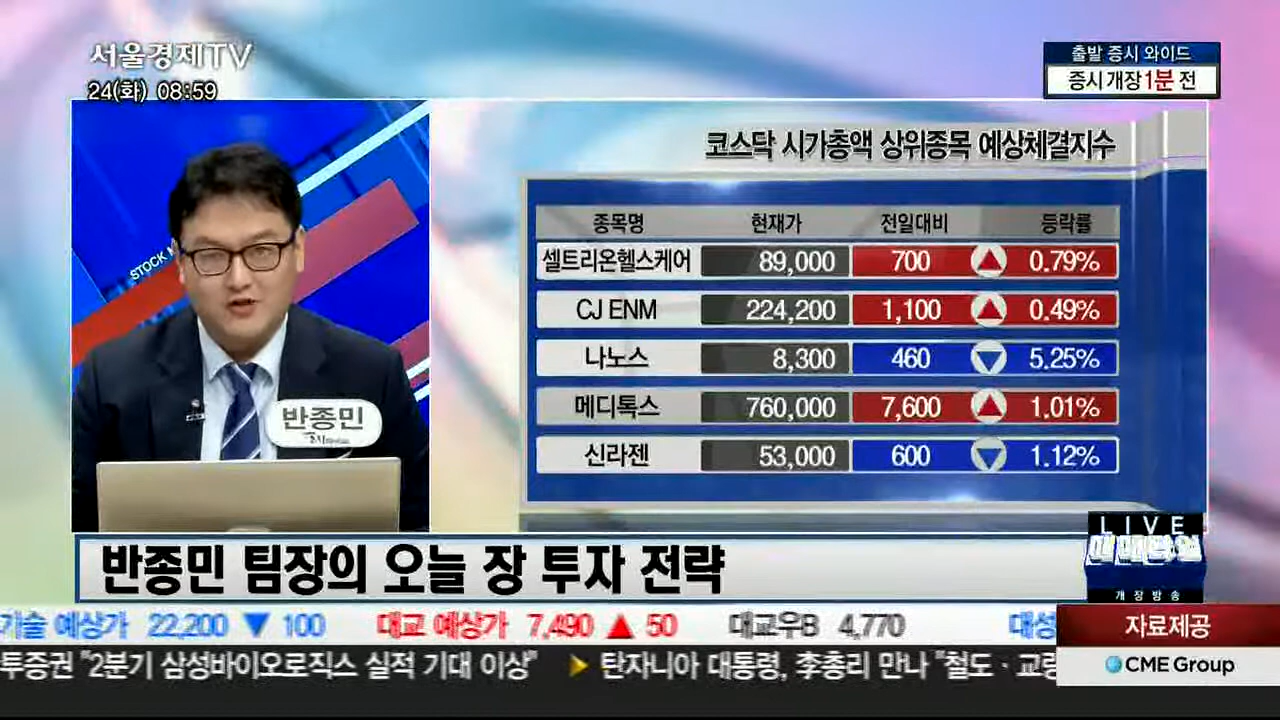 서울경제TV
24(화) 08:59
출발 증시 와이드
증시 개장 1분 전
코스닥 시가총액 상위종목 예상체결지수
종목명 현재가 전일대비 등락률
셀트리온헬스케어 89,000 700 ▲ 0.79%
CJ ENM 224,200 1,100 ▲ 0.49%
나노스 8,300 460 ▼ 5.25%
메디톡스 760,000 7,600 ▲ 1.01%
신라젠 53,000 600 ▼ 1.12%
STOCK
반종민
LIVE
개장방송
반종민 팀장의 오늘 장 투자 전략
기술 예상가 22,200 ▼ 100 대교 예상가 7,490 ▲ 50 대교우B 4,770 대성
자료제공
투증권 "2분기 삼성바이오로직스 실적 기대 이상" ▶ 탄자니아 대통령, 李총리 만나 "철도·교량
CME Group